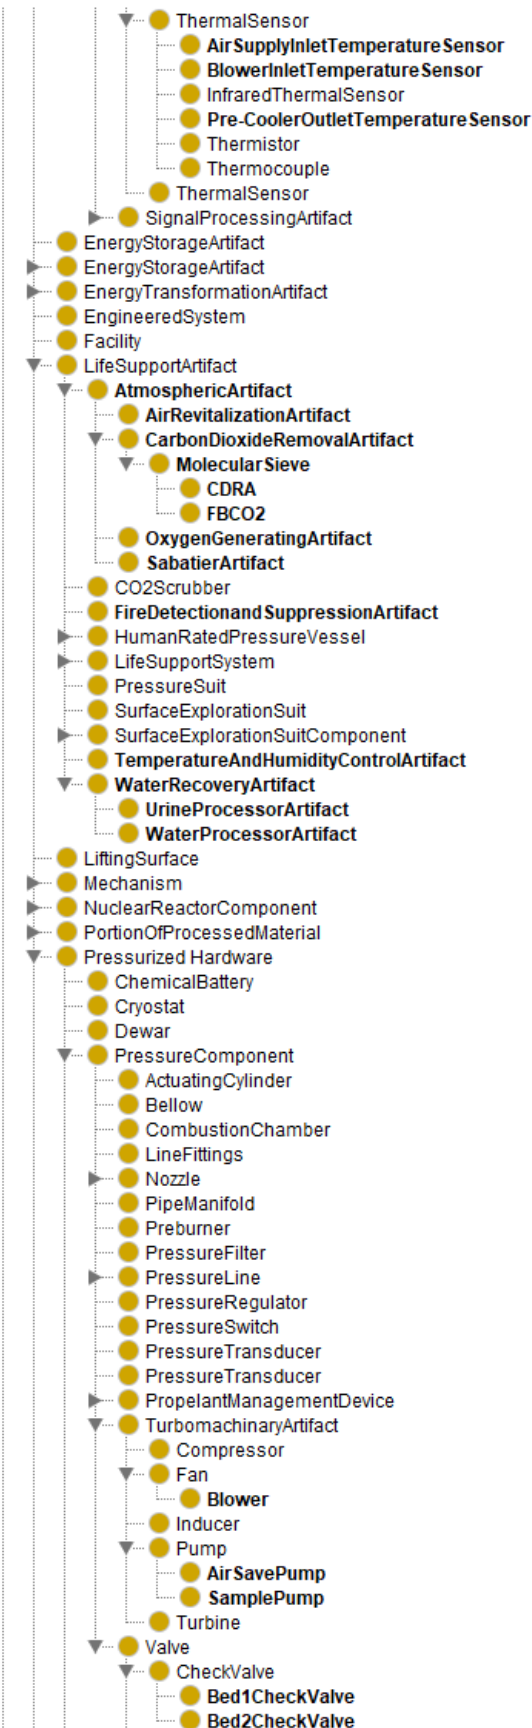 ThermalSensor
AirSupplyInletTemperatureSensor
BlowerInletTemperatureSensor
InfraredThermalSensor
Pre-CoolerOutletTemperatureSensor
Thermistor
Thermocouple
ThermalSensor
SignalProcessingArtifact
EnergyStorageArtifact
EnergyStorageArtifact
EnergyTransformationArtifact
EngineeredSystem
Facility
LifeSupportArtifact
AtmosphericArtifact
AirRevitalizationArtifact
CarbonDioxideRemovalArtifact
MolecularSieve
CDRA
FBCO2
OxygenGeneratingArtifact
SabatierArtifact
CO2Scrubber
FireDetectionandSuppressionArtifact
HumanRatedPressureVessel
LifeSupportSystem
PressureSuit
SurfaceExplorationSuit
SurfaceExplorationSuitComponent
TemperatureAndHumidityControlArtifact
WaterRecoveryArtifact
UrineProcessorArtifact
WaterProcessorArtifact
LiftingSurface
Mechanism
NuclearReactorComponent
PortionOfProcessedMaterial
Pressurized Hardware
ChemicalBattery
Cryostat
Dewar
PressureComponent
ActuatingCylinder
Bellow
CombustionChamber
LineFittings
Nozzle
PipeManifold
Preburner
PressureFilter
PressureLine
PressureRegulator
PressureSwitch
PressureTransducer
PressureTransducer
PropelantManagementDevice
TurbomachinaryArtifact
Compressor
Fan
Blower
Inducer
Pump
AirSavePump
SamplePump
Turbine
Valve
CheckValve
Bed1CheckValve
Bed2CheckValve